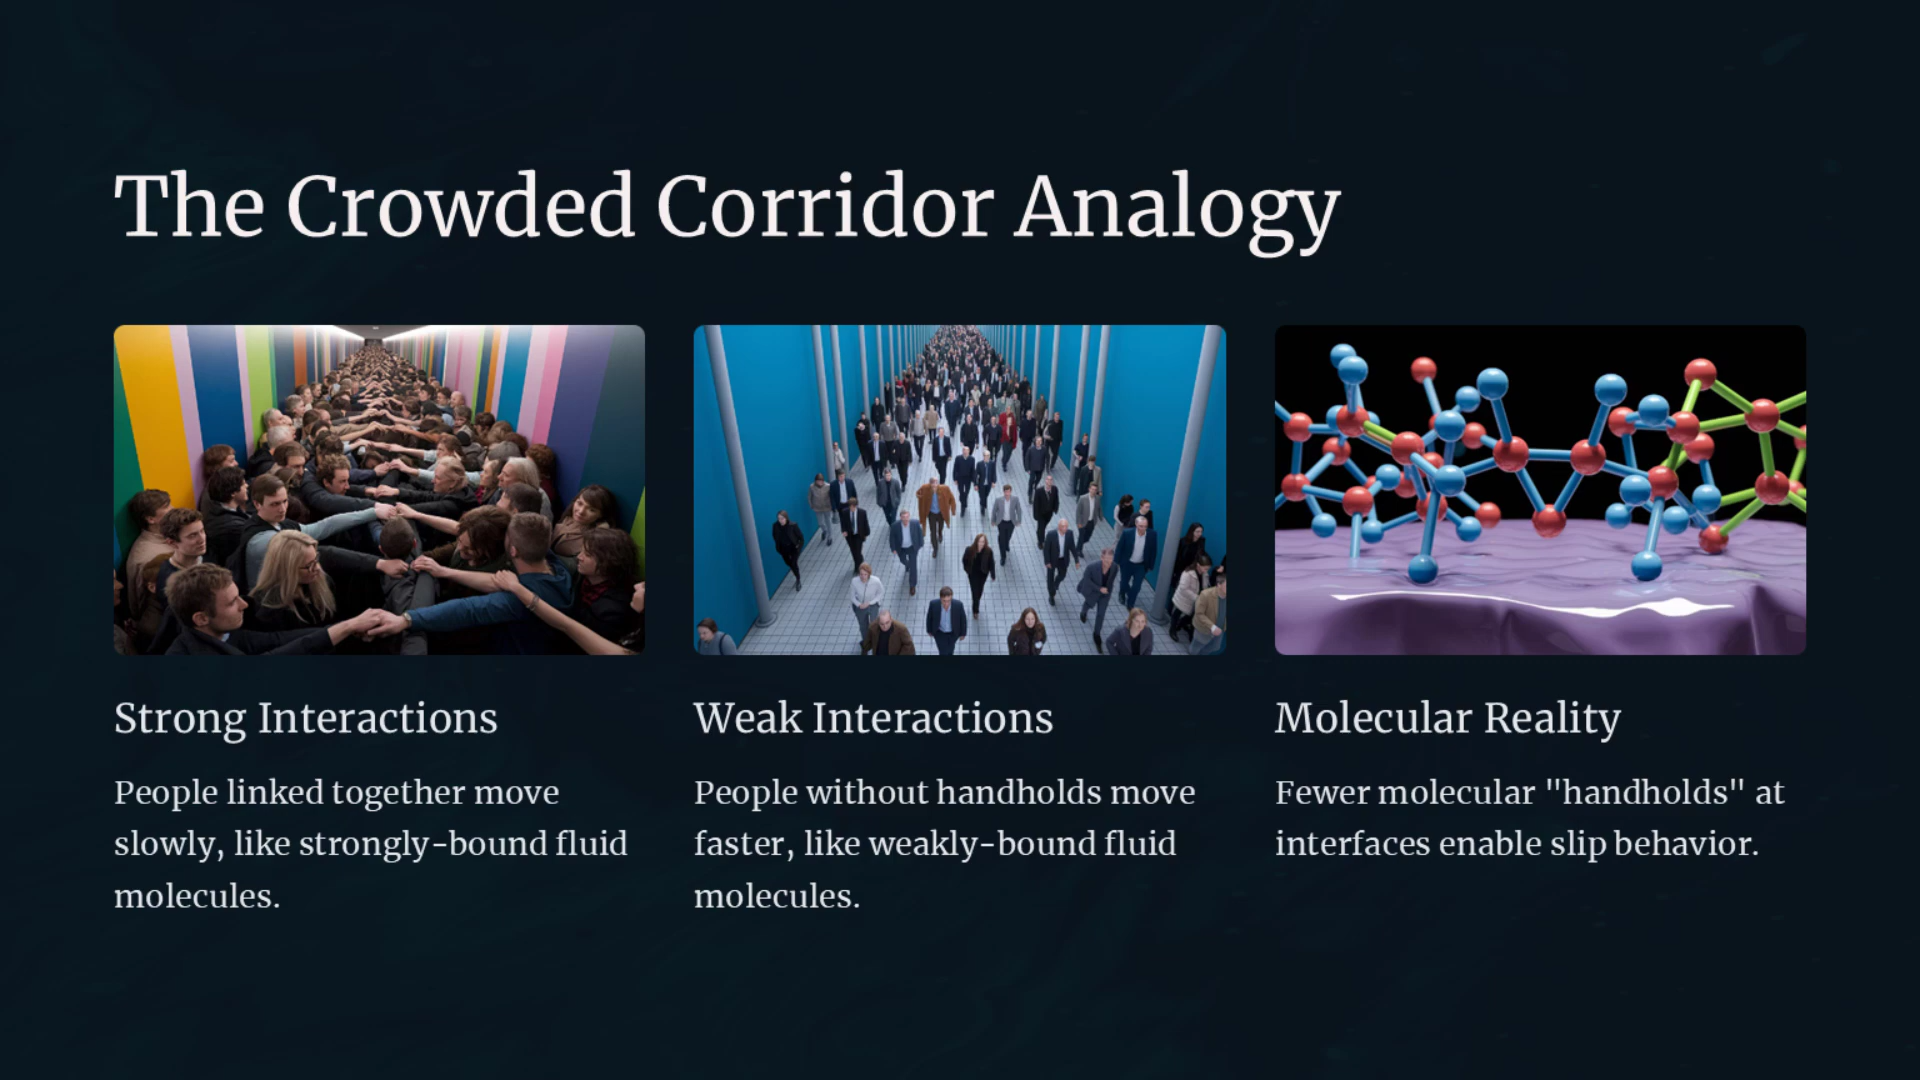 The Crowded Corridor Analogy
Strong Interactions
People linked together move
slowly, like strongly-bound fluid
molecules.
Weak Interactions
People without handholds move
faster, like weakly-bound fluid
molecules.
Molecular Reality
Fewer molecular "handholds" at
interfaces enable slip behavior.